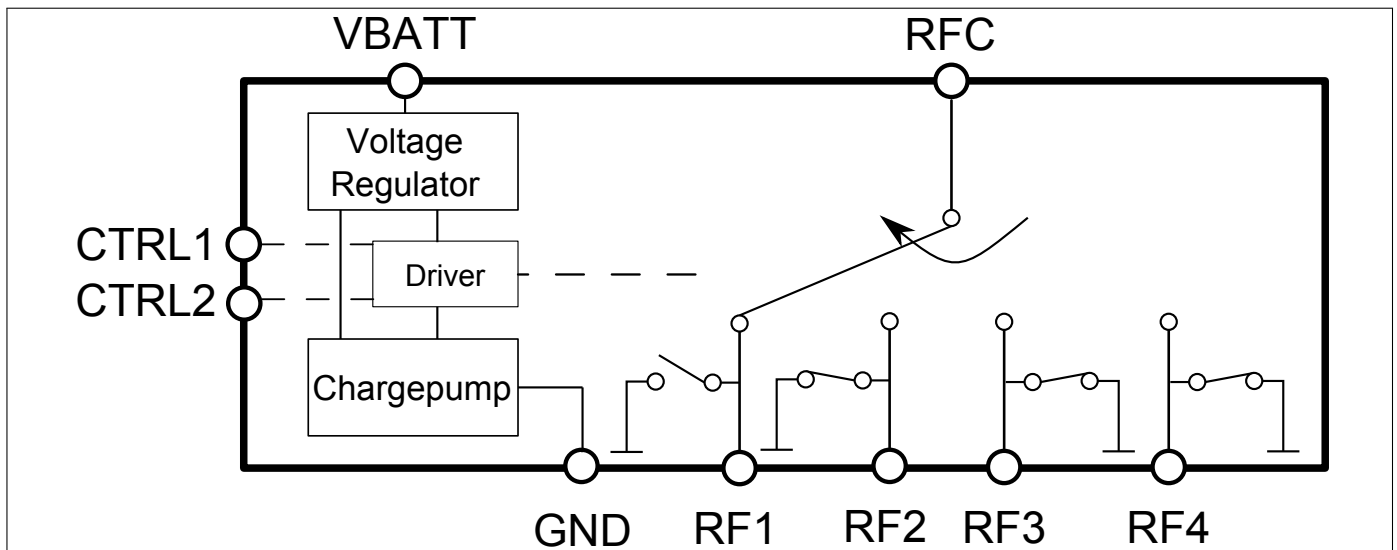 VBATT
RFC
Voltage
Regulator
CTRL1
CTRL2
Driver
Chargepump
GND
RF1
RF2
RF3
RF4